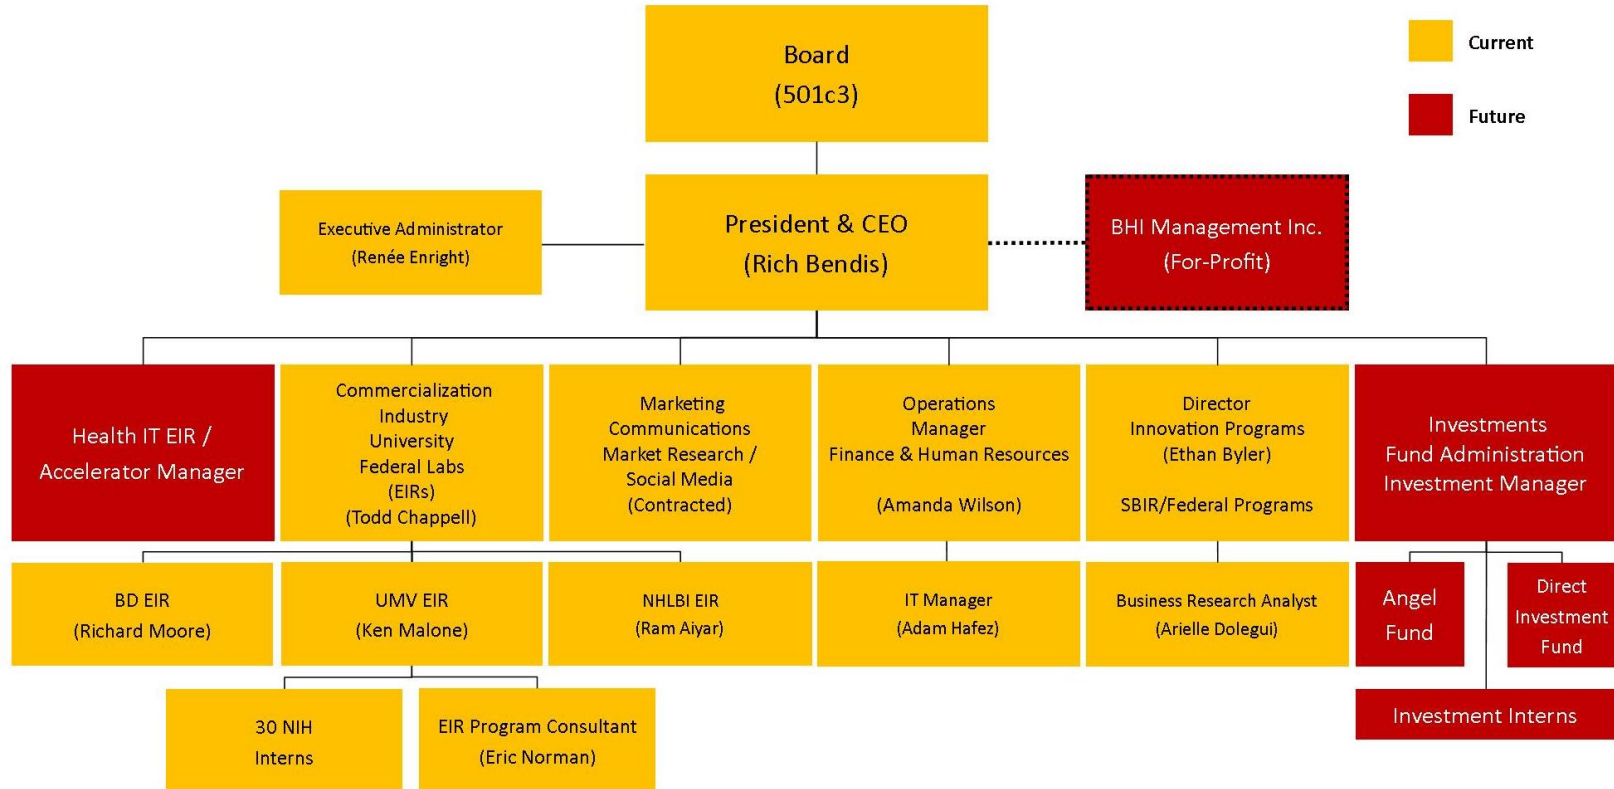 Board
(501c3)
Current
Future
Executive Administrator
(Renée Enright)
President & CEO
(Rich Bendis)
BHI Management Inc.
(For-Profit)
Health IT EIR /
Accelerator Manager
Commercialization
Industry
University
Federal Labs
(EIRs)
(Todd Chappell)
Marketing
Communications
Market Research /
Social Media
(Contracted)
Operations
Manager
Finance & Human Resources
(Amanda Wilson)
Director
Innovation Programs
(Ethan Byler)
SBIR/Federal Programs
Investments
Fund Administration
Investment Manager
BD EIR
(Richard Moore)
UMV EIR
(Ken Malone)
NHLBI EIR
(Ram Aiyar)
IT Manager
(Adam Hafez)
Business Research Analyst
(Arielle Dolegui)
Angel
Fund
Direct
Investment
Fund
30 NIH
Interns
EIR Program Consultant
(Eric Norman)
Investment Interns